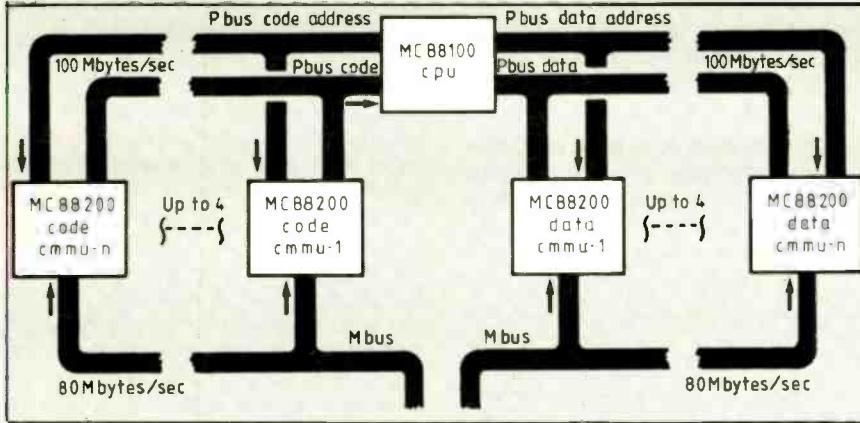 Pbus code address
Pbus data address
100 Mbytes/sec
Pbus code
MC88100
cpu
Pbus data
100Mbytes/sec
MC88200
code
cmmu-n
Up to 4
MC88200
code
cmmu-1
MC88200
data
cmmu-1
Up to 4
MC88200
data
cmmu-n
Mbus
Mbus
80Mbytes/sec
80Mbytes/sec